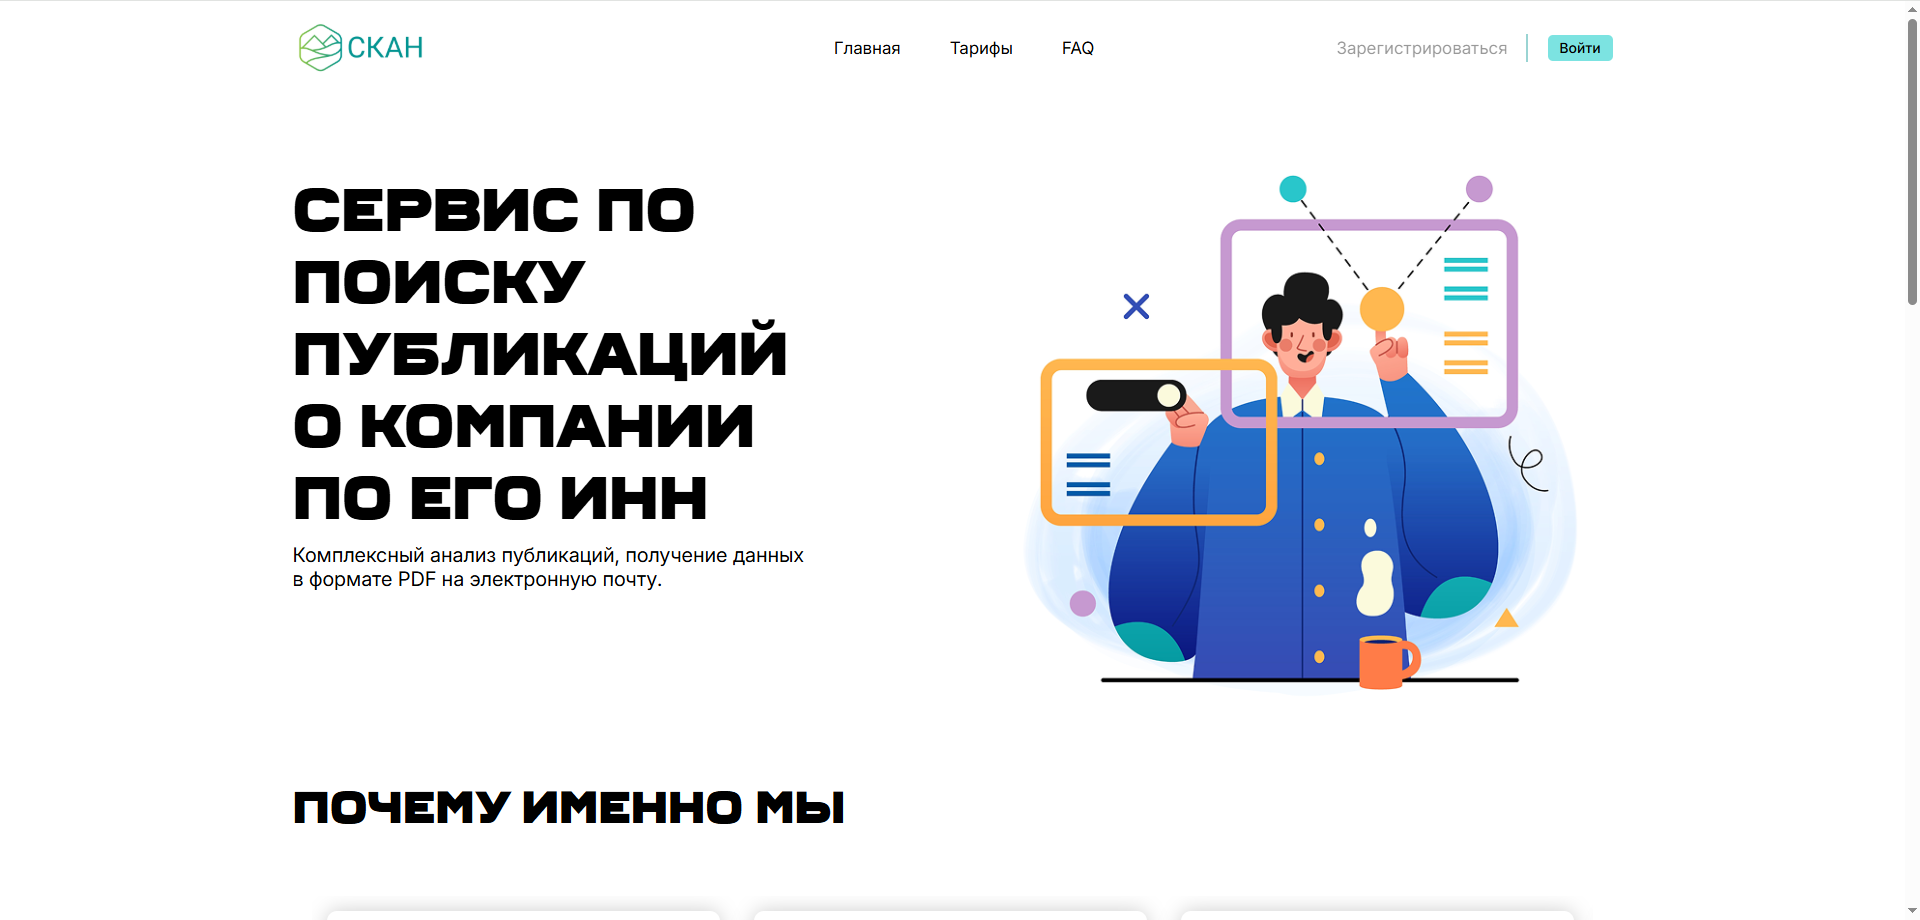 СКАН
Главная
Тарифы
FAQ
Зарегистрироваться
Войти
СЕРВИС ПО
ПОИСКУ
ПУБЛИКАЦИЙ
О КОМПАНИИ
ПО ЕГО ИНН
Комплексный анализ публикаций, получение данных
в формате PDF на электронную почту.
ПОЧЕМУ ИМЕННО МЫ